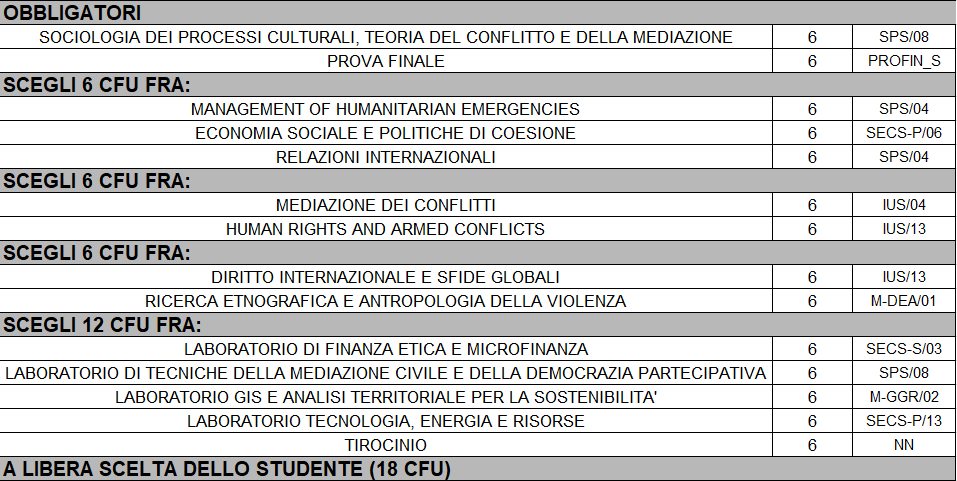 OBBLIGATORI
SOCIOLOGIA DEI PROCESSI CULTURALI, TEORIA DEL CONFLITTO E DELLA MEDIAZIONE 6 SPS/08
PROVA FINALE 6 PROFIN_S
SCEGLI 6 CFU FRA:
MANAGEMENT OF HUMANITARIAN EMERGENCIES 6 SPS/04
ECONOMIA SOCIALE E POLITICHE DI COESIONE 6 SECS-P/06
RELAZIONI INTERNAZIONALI 6 SPS/04
SCEGLI 6 CFU FRA:
MEDIAZIONE DEI CONFLITTI 6 IUS/04
HUMAN RIGHTS AND ARMED CONFLICTS 6 IUS/13
SCEGLI 6 CFU FRA:
DIRITTO INTERNAZIONALE E SFIDE GLOBALI 6 IUS/13
RICERCA ETNOGRAFICA E ANTROPOLOGIA DELLA VIOLENZA 6 M-DEA/01
SCEGLI 12 CFU FRA:
LABORATORIO DI FINANZA ETICA E MICROFINANZA 6 SECS-S/03
LABORATORIO DI TECNICHE DELLA MEDIAZIONE CIVILE E DELLA DEMOCRAZIA PARTECIPATIVA 6 SPS/08
LABORATORIO GIS E ANALISI TERRITORIALE PER LA SOSTENIBILITA' 6 M-GGR/02
LABORATORIO TECNOLOGIA, ENERGIA E RISORSE 6 SECS-P/13
TIROCINIO 6 NN
A LIBERA SCELTA DELLO STUDENTE (18 CFU)